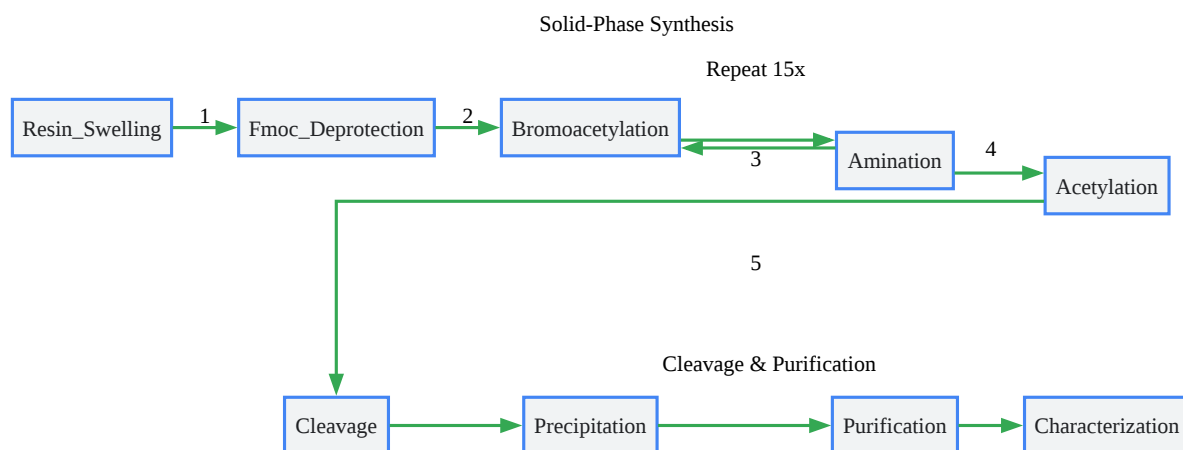 Solid-Phase Synthesis
Repeat 15x
Resin_Swelling
1
Fmoc_Deprotection
2
Bromoacetylation
3
Amination
4
Acetylation
5
Cleavage & Purification
Cleavage
Precipitation
Purification
Characterization